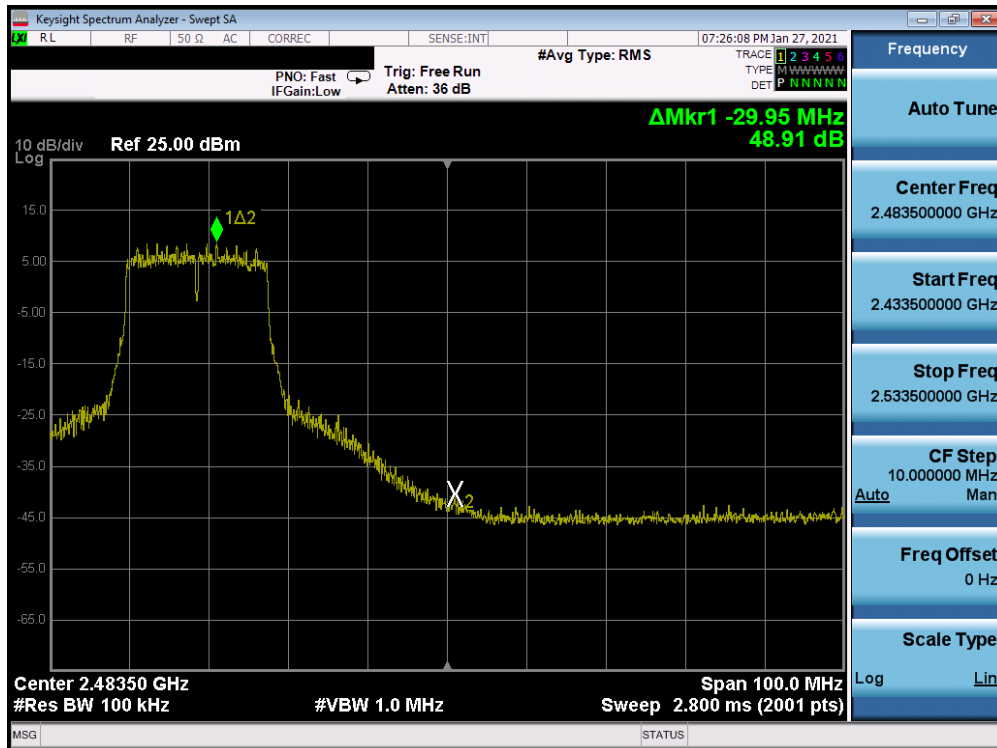 Keysight Spectrum Analyzer - Swept SA
LXI RL RF 50 Ω AC CORREC SENSE:INT 07:26:08 PM Jan 27, 2021
#Avg Type: RMS TRACE 1 2 3 4 5 6
PNO: Fast Trig: Free Run TYPE M WWWWW
IFGain:Low Atten: 36 dB DET P N N N N N
ΔMkr1 -29.95 MHz
48.91 dB
10 dB/div Ref 25.00 dBm
Log
15.0
1Δ2
5.00
-5.00
-15.0
-25.0
-35.0
X2
-45.0
-55.0
-65.0
Center 2.48350 GHz Span 100.0 MHz
#Res BW 100 kHz #VBW 1.0 MHz Sweep 2.800 ms (2001 pts)
MSG STATUS
Frequency
Auto Tune
Center Freq
2.483500000 GHz
Start Freq
2.433500000 GHz
Stop Freq
2.533500000 GHz
CF Step
10.000000 MHz
Auto Man
Freq Offset
0 Hz
Scale Type
Log Lin